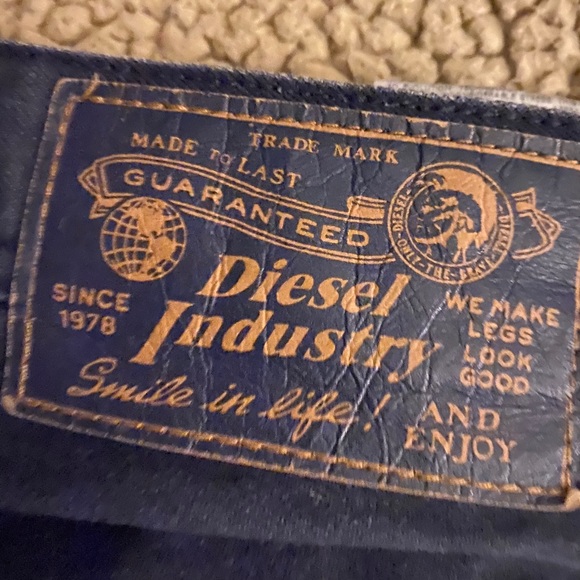 TRADE MARK
MADE TO LAST
GUARANTEED
DIESEL
ONLY-THE-BRAVE
DIESEL
Diesel
Industry
SINCE
1978
WE MAKE
LEGS
LOOK
GOOD
Smile in life!
AND
ENJOY